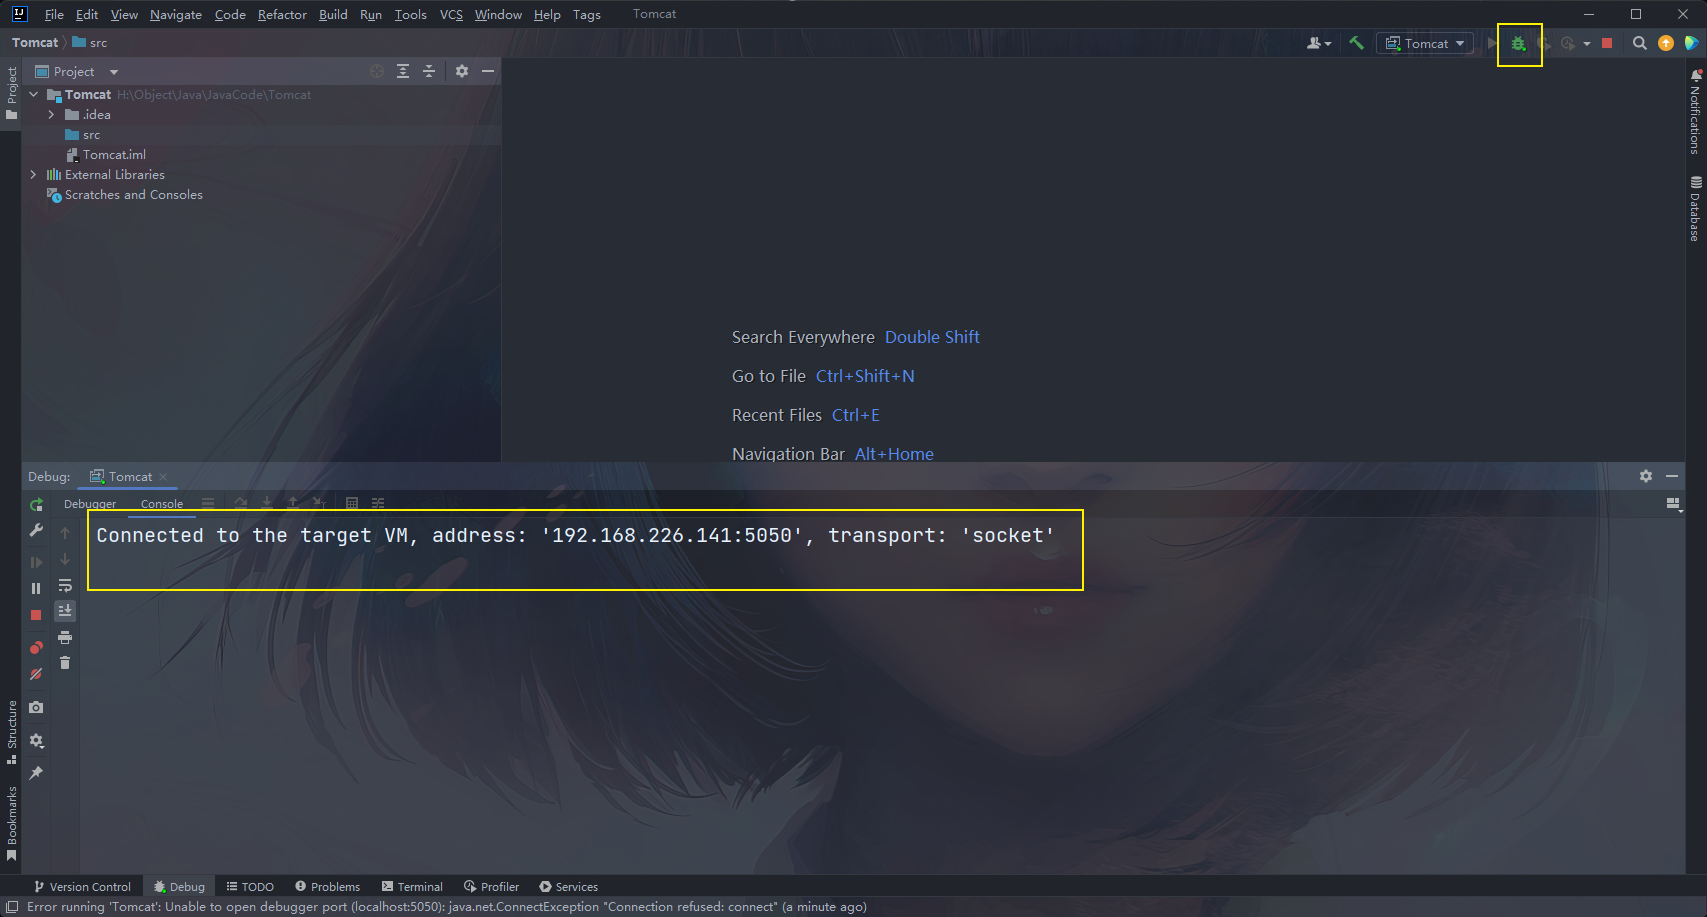 File Edit View Navigate Code Refactor Build Run Tools VCS Window Help Tags Tomcat
Tomcat src
Tomcat
Project
Tomcat H:\Object\Java\JavaCode\Tomcat
.idea
src
Tomcat.iml
External Libraries
Scratches and Consoles
Project
Notifications
Database
Search Everywhere Double Shift
Go to File Ctrl+Shift+N
Recent Files Ctrl+E
Navigation Bar Alt+Home
Debug: Tomcat
Debugger Console
Connected to the target VM, address: '192.168.226.141:5050', transport: 'socket'
Structure
Bookmarks
Version Control Debug TODO Problems Terminal Profiler Services
Error running 'Tomcat': Unable to open debugger port (localhost:5050): java.net.ConnectException "Connection refused: connect" (a minute ago)